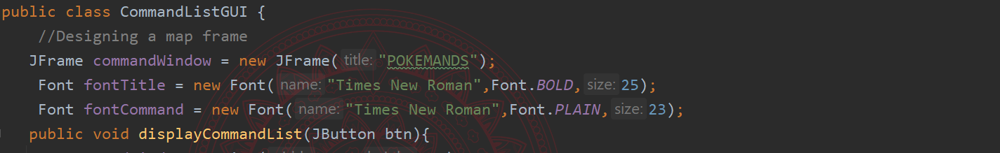 public class CommandListGUI {
//Designing a map frame
JFrame commandWindow = new JFrame( title: "POKEMANDS");
Font fontTitle = new Font( name: "Times New Roman",Font.BOLD, size: 25);
Font fontCommand = new Font( name: "Times New Roman",Font.PLAIN, size: 23);
public void displayCommandList(JButton btn){